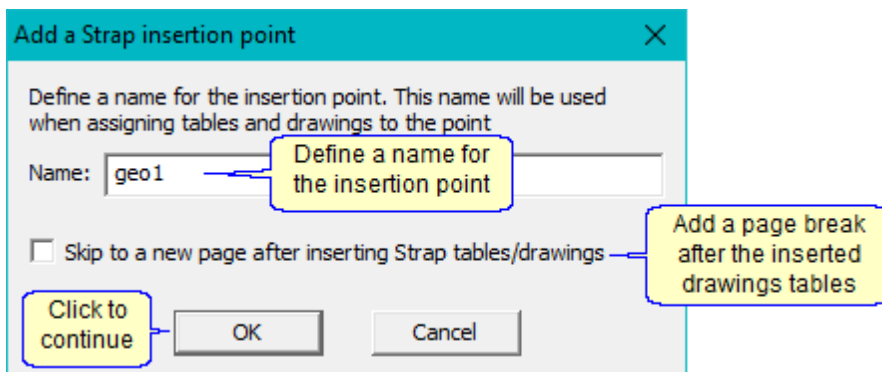 Add a Strap insertion point
Define a name for the insertion point. This name will be used
when assigning tables and drawings to the point
Name: geo1
Define a name for
the insertion point
Skip to a new page after inserting Strap tables/drawings
Add a page break
after the inserted
drawings tables
Click to
continue
OK Cancel